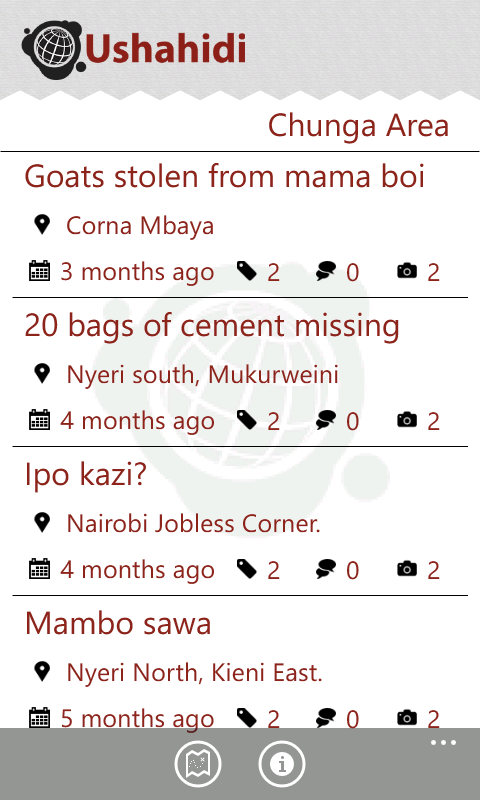 Ushahidi
Chunga Area
Goats stolen from mama boi
Corna Mbaya
3 months ago 2 0 2
20 bags of cement missing
Nyeri south, Mukurweini
4 months ago 2 0 2
Ipo kazi?
Nairobi Jobless Corner.
4 months ago 2 0 2
Mambo sawa
Nyeri North, Kieni East.
5 months ago 2 0 2